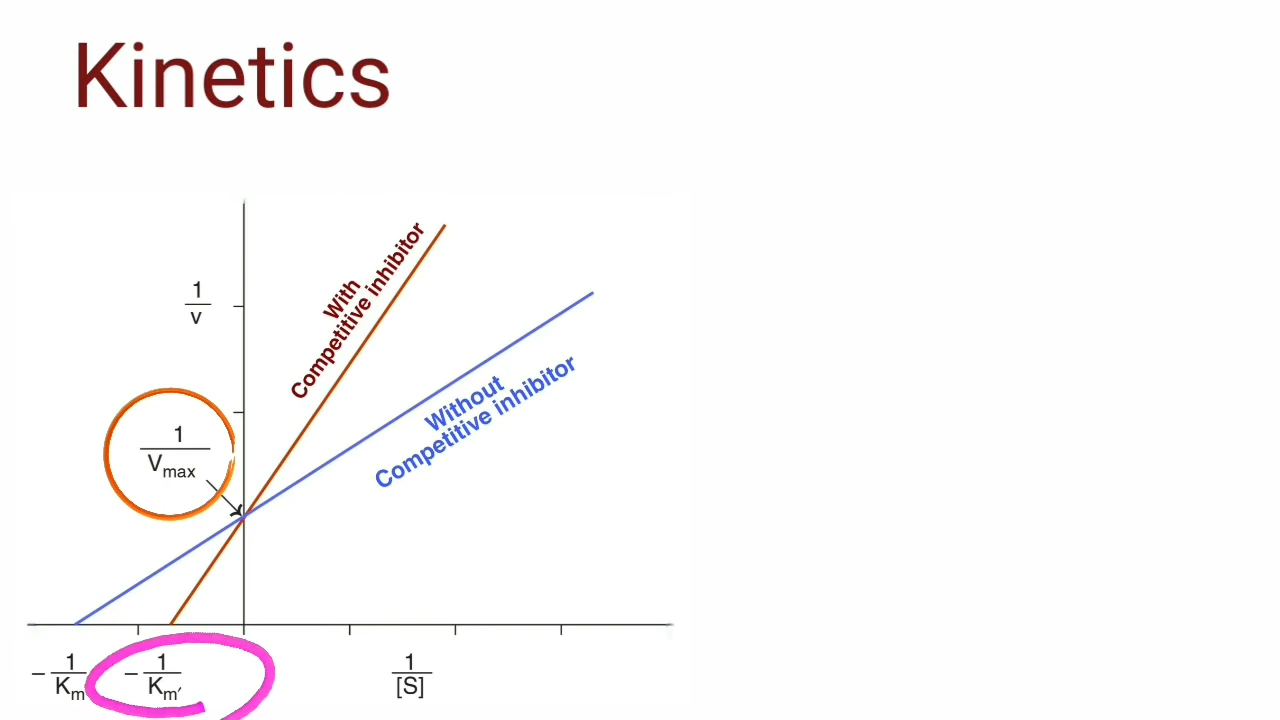 Kinetics
With
Competitive inhibitor
1
v
Without
Competitive inhibitor
1
Vmax
− 1
Km
− 1
Km′
1
[S]